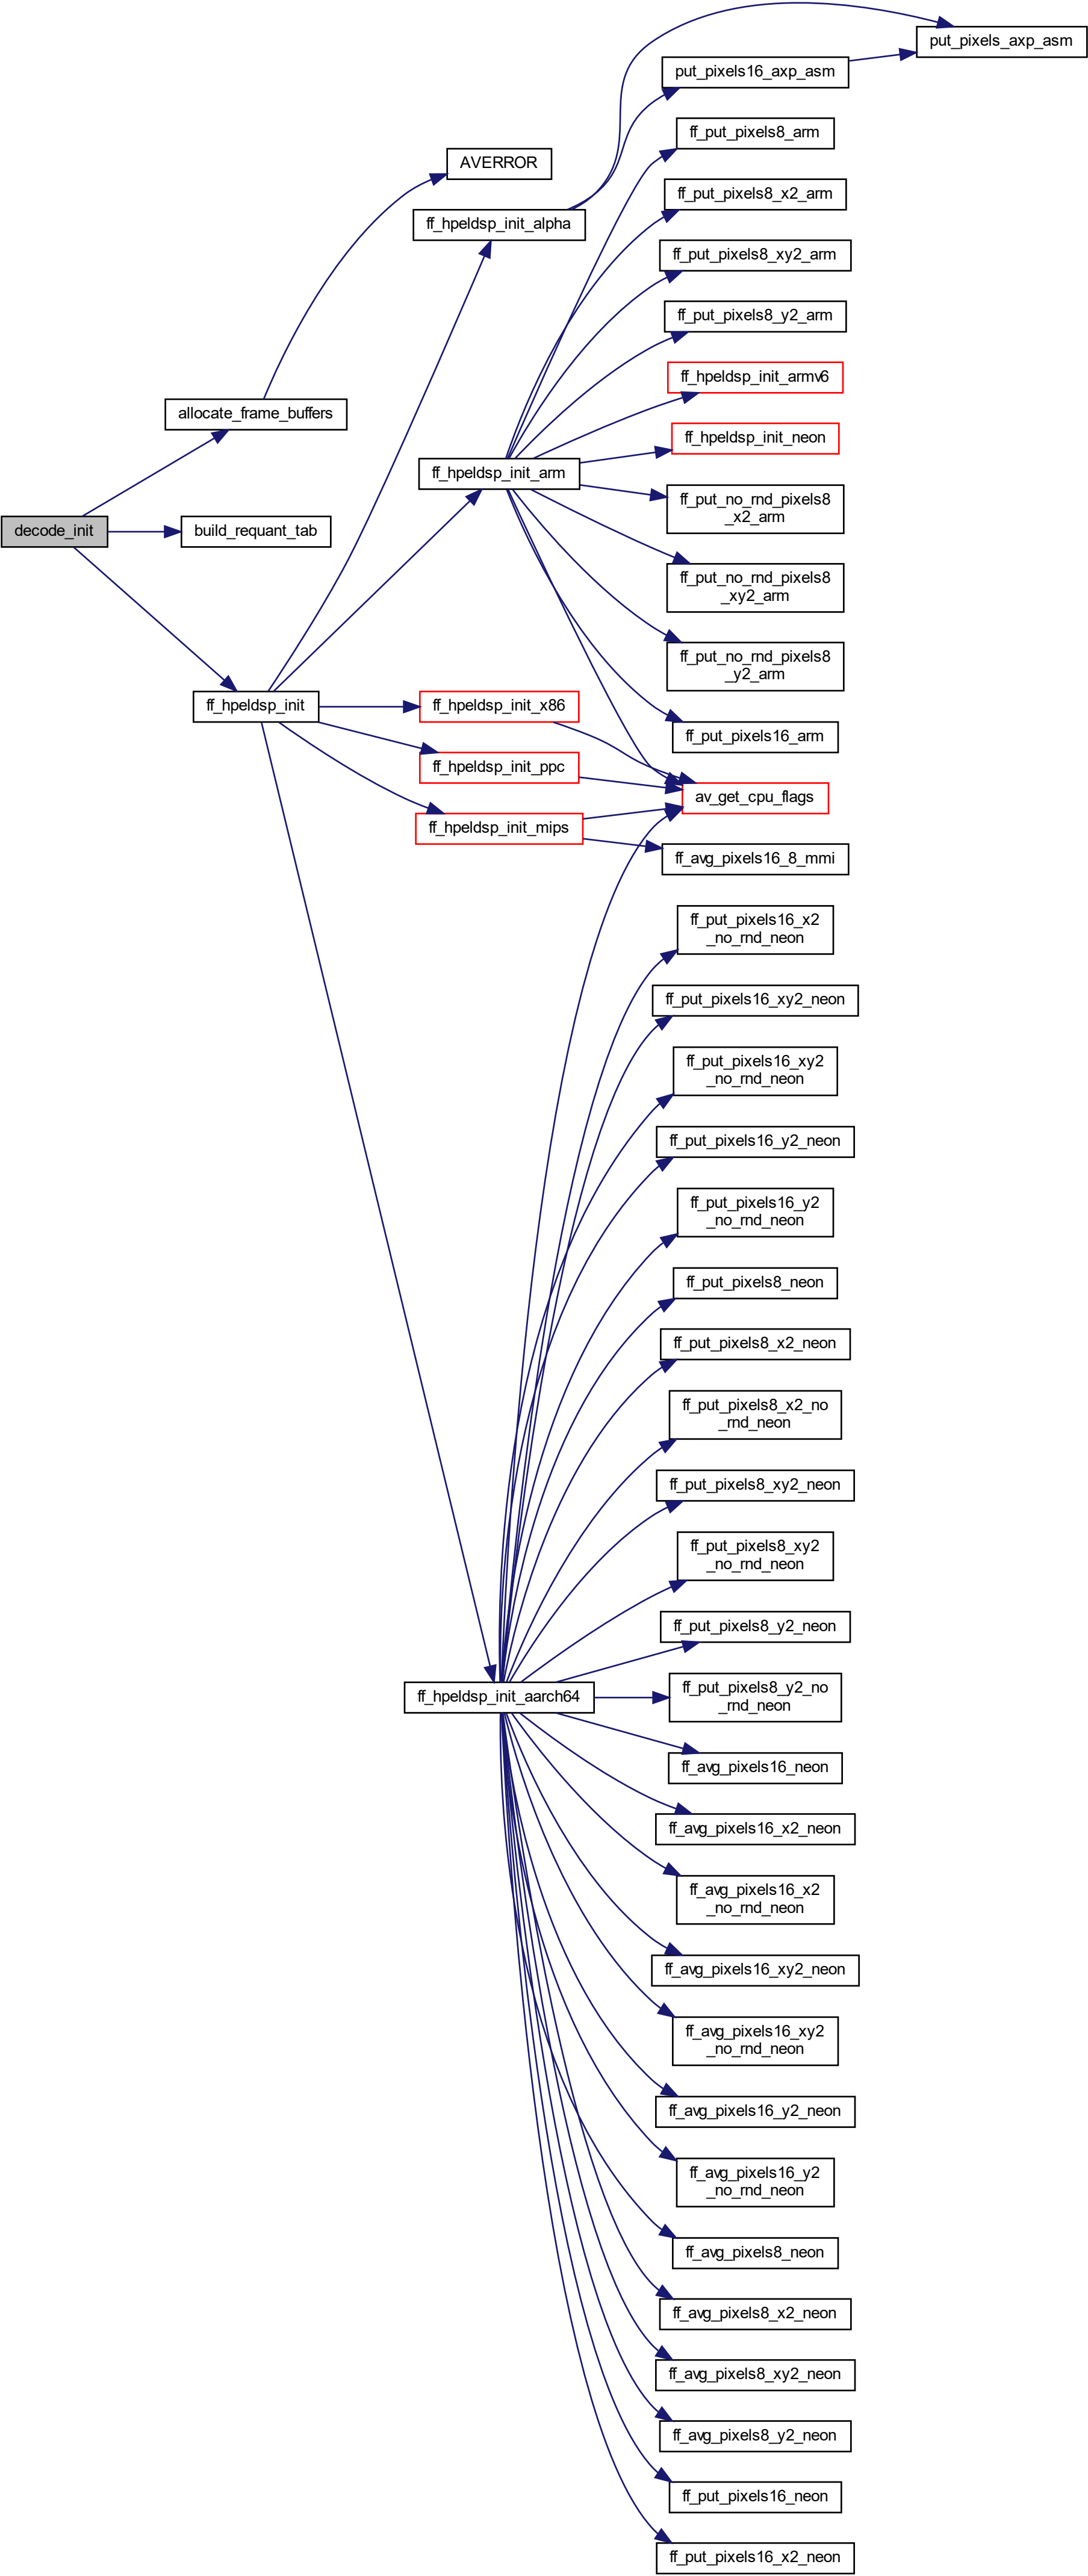 put_pixels_axp_asm
put_pixels16_axp_asm
ff_put_pixels8_arm
AVERROR
ff_put_pixels8_x2_arm
ff_hpeldsp_init_alpha
ff_put_pixels8_xy2_arm
ff_put_pixels8_y2_arm
ff_hpeldsp_init_armv6
allocate_frame_buffers
ff_hpeldsp_init_neon
ff_hpeldsp_init_arm
ff_put_no_rnd_pixels8
_x2_arm
decode_init
build_requant_tab
ff_put_no_rnd_pixels8
_xy2_arm
ff_put_no_rnd_pixels8
_y2_arm
ff_hpeldsp_init
ff_hpeldsp_init_x86
ff_put_pixels16_arm
ff_hpeldsp_init_ppc
av_get_cpu_flags
ff_hpeldsp_init_mips
ff_avg_pixels16_8_mmi
ff_put_pixels16_x2
_no_rnd_neon
ff_put_pixels16_xy2_neon
ff_put_pixels16_xy2
_no_rnd_neon
ff_put_pixels16_y2_neon
ff_put_pixels16_y2
_no_rnd_neon
ff_put_pixels8_neon
ff_put_pixels8_x2_neon
ff_put_pixels8_x2_no
_rnd_neon
ff_put_pixels8_xy2_neon
ff_put_pixels8_xy2
_no_rnd_neon
ff_put_pixels8_y2_neon
ff_hpeldsp_init_aarch64
ff_put_pixels8_y2_no
_rnd_neon
ff_avg_pixels16_neon
ff_avg_pixels16_x2_neon
ff_avg_pixels16_x2
_no_rnd_neon
ff_avg_pixels16_xy2_neon
ff_avg_pixels16_xy2
_no_rnd_neon
ff_avg_pixels16_y2_neon
ff_avg_pixels16_y2
_no_rnd_neon
ff_avg_pixels8_neon
ff_avg_pixels8_x2_neon
ff_avg_pixels8_xy2_neon
ff_avg_pixels8_y2_neon
ff_put_pixels16_neon
ff_put_pixels16_x2_neon